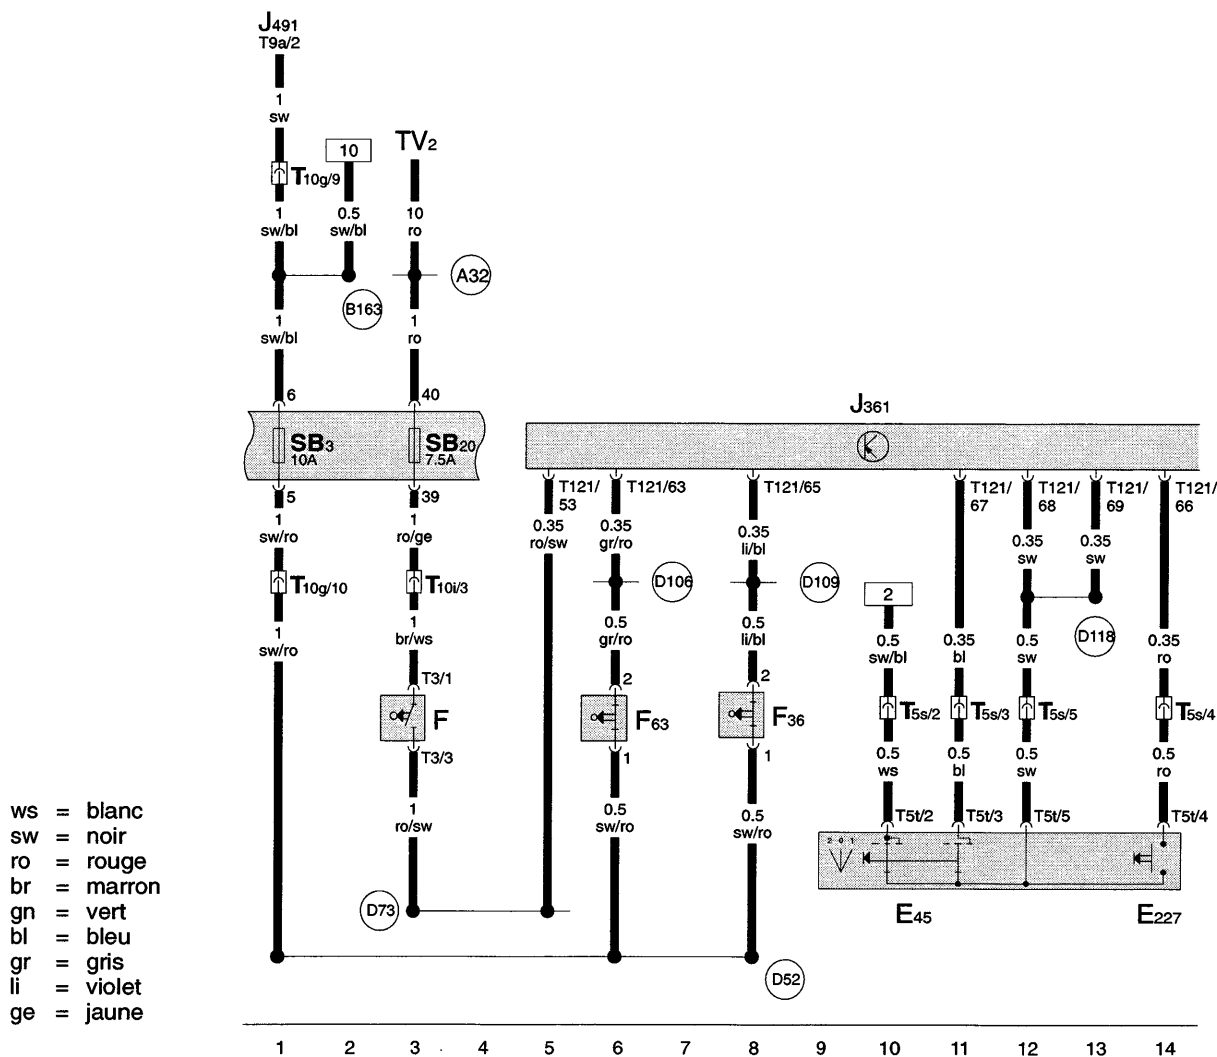 J491
T9a/2
1
sw
10
TV2
T10g/9
1
sw/bl
0.5
sw/bl
10
ro
A32
B163
1
sw/bl
1
ro
6
40
J361
SB3
10A
SB20
7.5A
5
39
T121/
53
T121/63
T121/65
T121/
67
T121/
68
T121/
69
T121/
66
1
sw/ro
1
ro/ge
0.35
ro/sw
0.35
gr/ro
0.35
li/bl
0.35
sw
0.35
sw
T10g/10
T10i/3
D106
D109
2
1
sw/ro
1
br/ws
0.5
gr/ro
0.5
li/bl
0.5
sw/bl
0.35
bl
0.5
sw
D118
0.35
ro
T3/1
2
2
F
F63
F36
T5s/2
T5s/3
T5s/5
T5s/4
T3/3
1
1
0.5
ws
0.5
bl
0.5
sw
0.5
ro
1
ro/sw
0.5
sw/ro
0.5
sw/ro
T5t/2
T5t/3
T5t/5
T5t/4
2 0 1
E45
E227
D73
D52
ws = blanc
sw = noir
ro = rouge
br = marron
gn = vert
bl = bleu
gr = gris
li = violet
ge = jaune
1 2 3 4 5 6 7 8 9 10 11 12 13 14